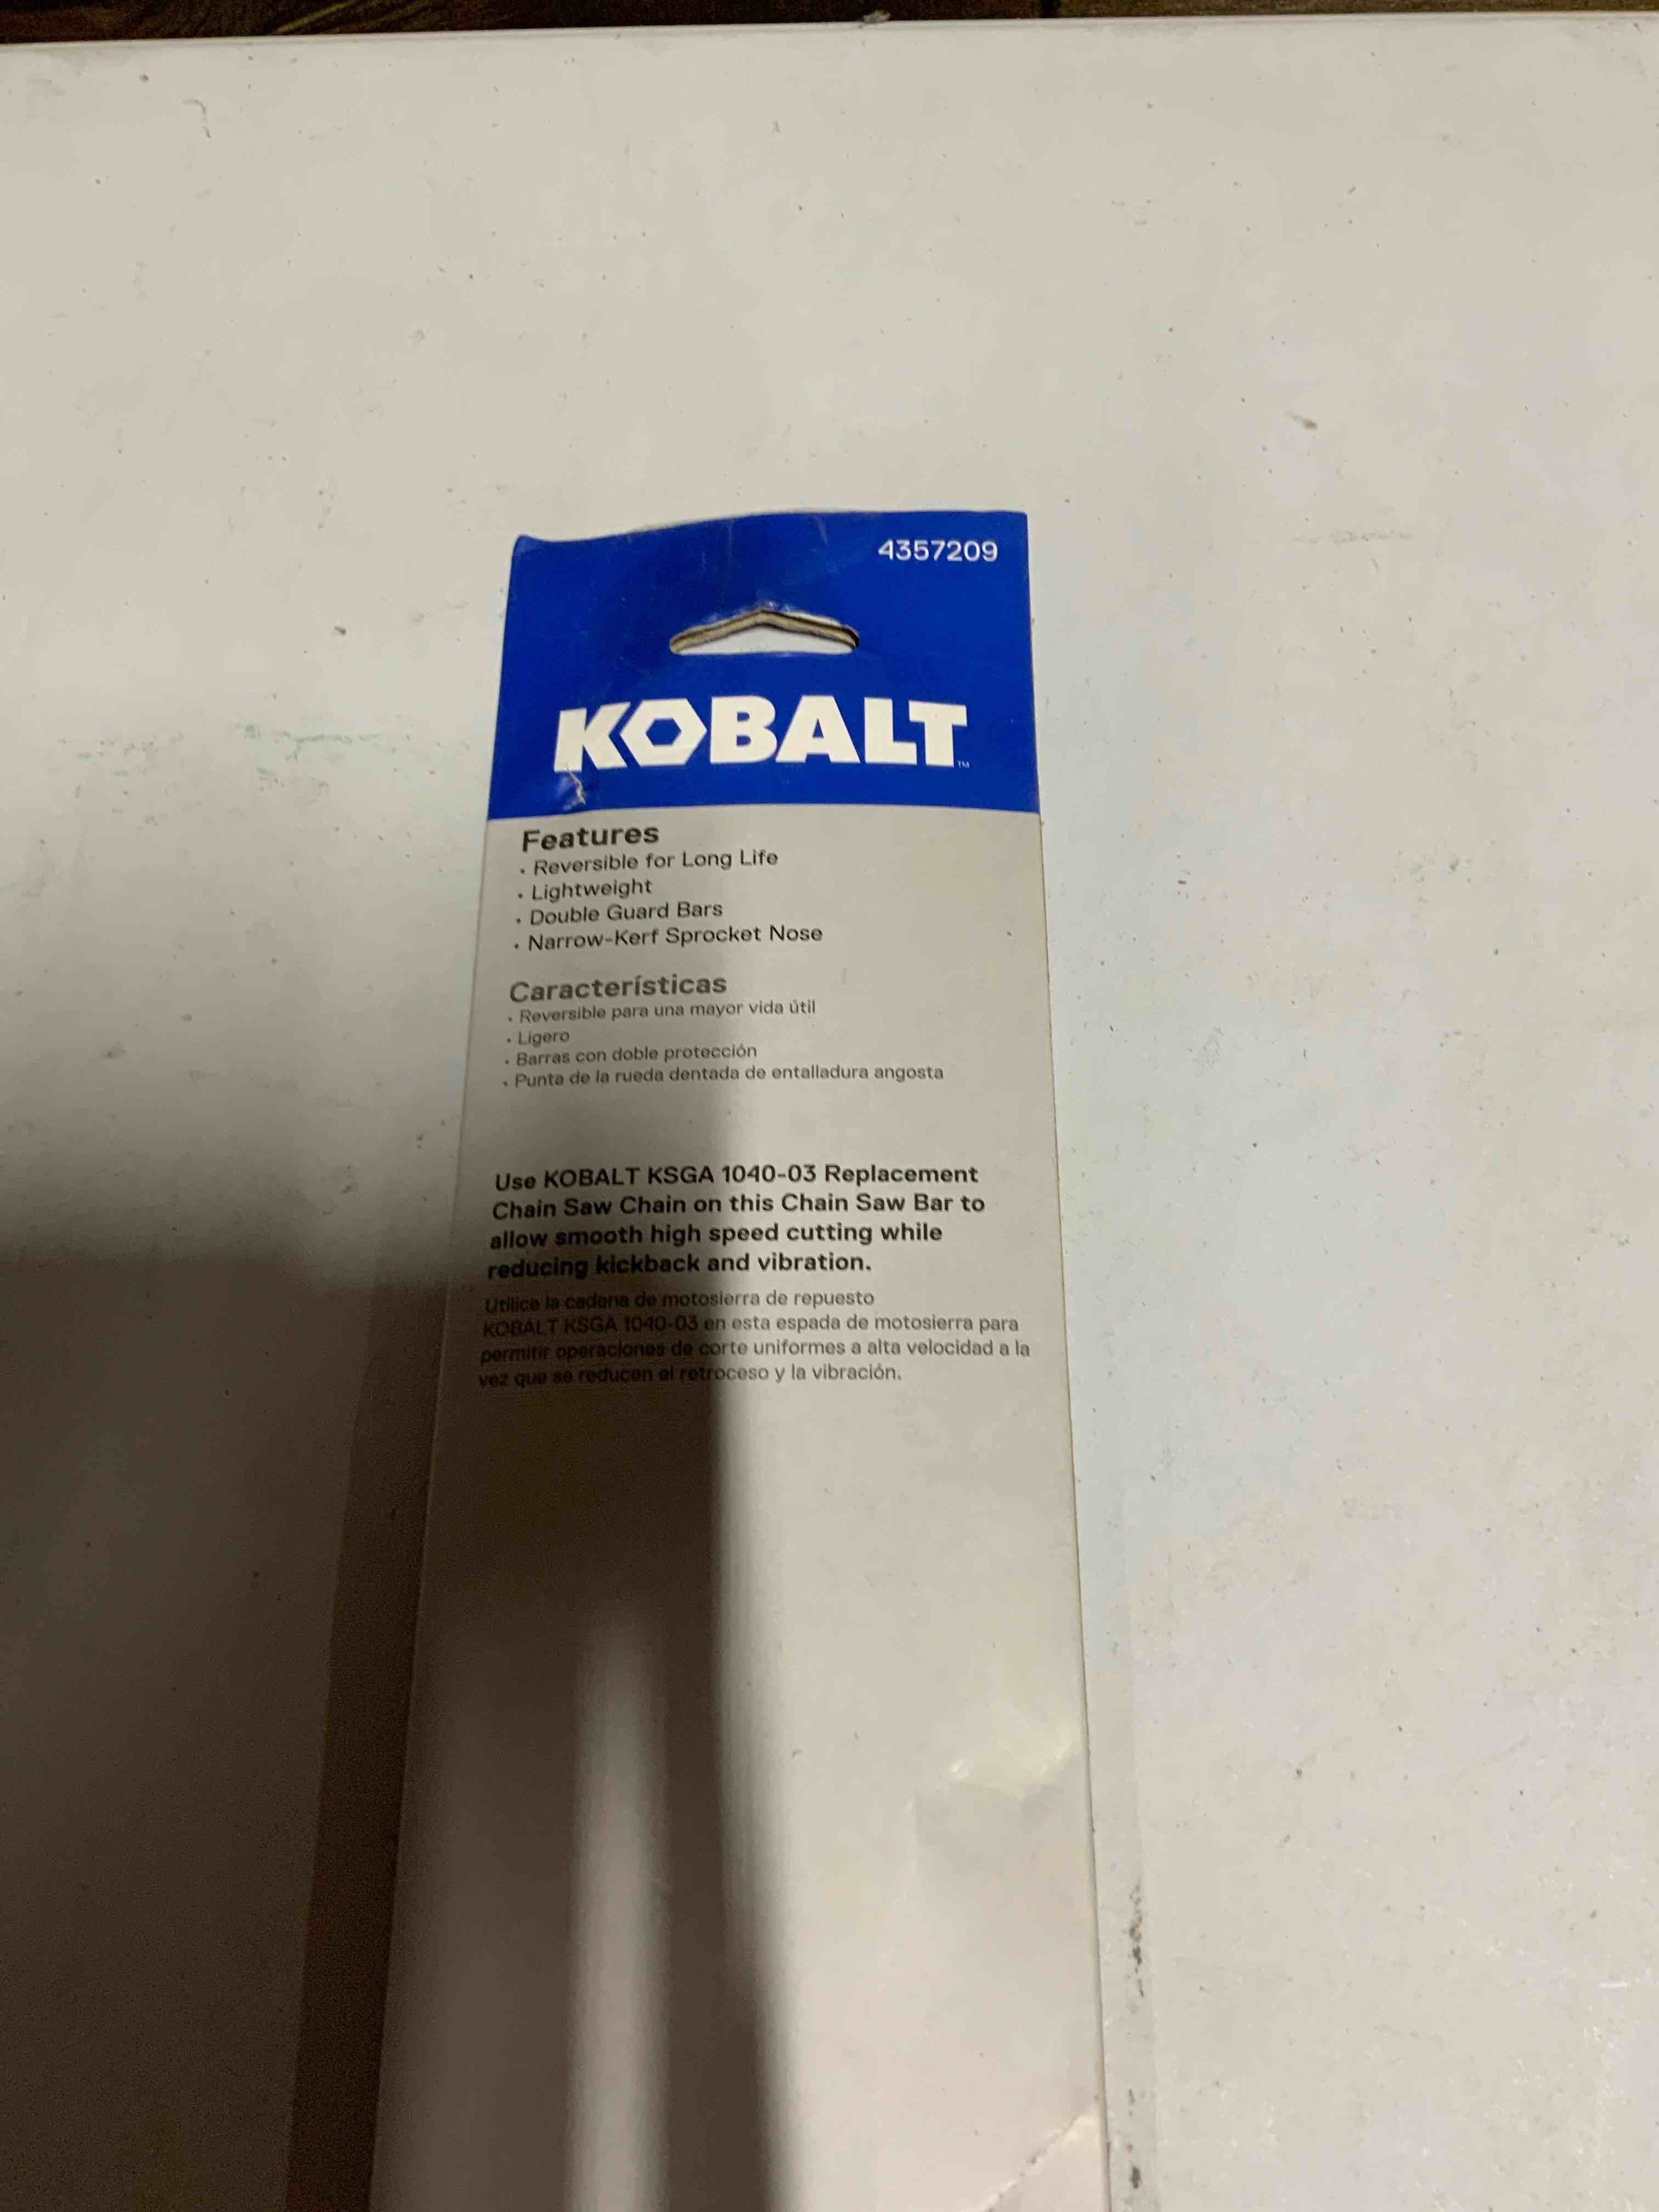 4357209
KOBALT™
Features
• Reversible for Long Life
• Lightweight
• Double Guard Bars
• Narrow-Kerf Sprocket Nose
Características
• Reversible para una mayor vida útil
• Ligero
• Barras con doble protección
• Punta de la rueda dentada de entalladura angosta
Use KOBALT KSGA 1040-03 Replacement
Chain Saw Chain on this Chain Saw Bar to
allow smooth high speed cutting while
reducing kickback and vibration.
Utilice la cadena de motosierra de repuesto
KOBALT KSGA 1040-03 en esta espada de motosierra para
permitir operaciones de corte uniformes a alta velocidad a la
vez que se reducen el retroceso y la vibración.